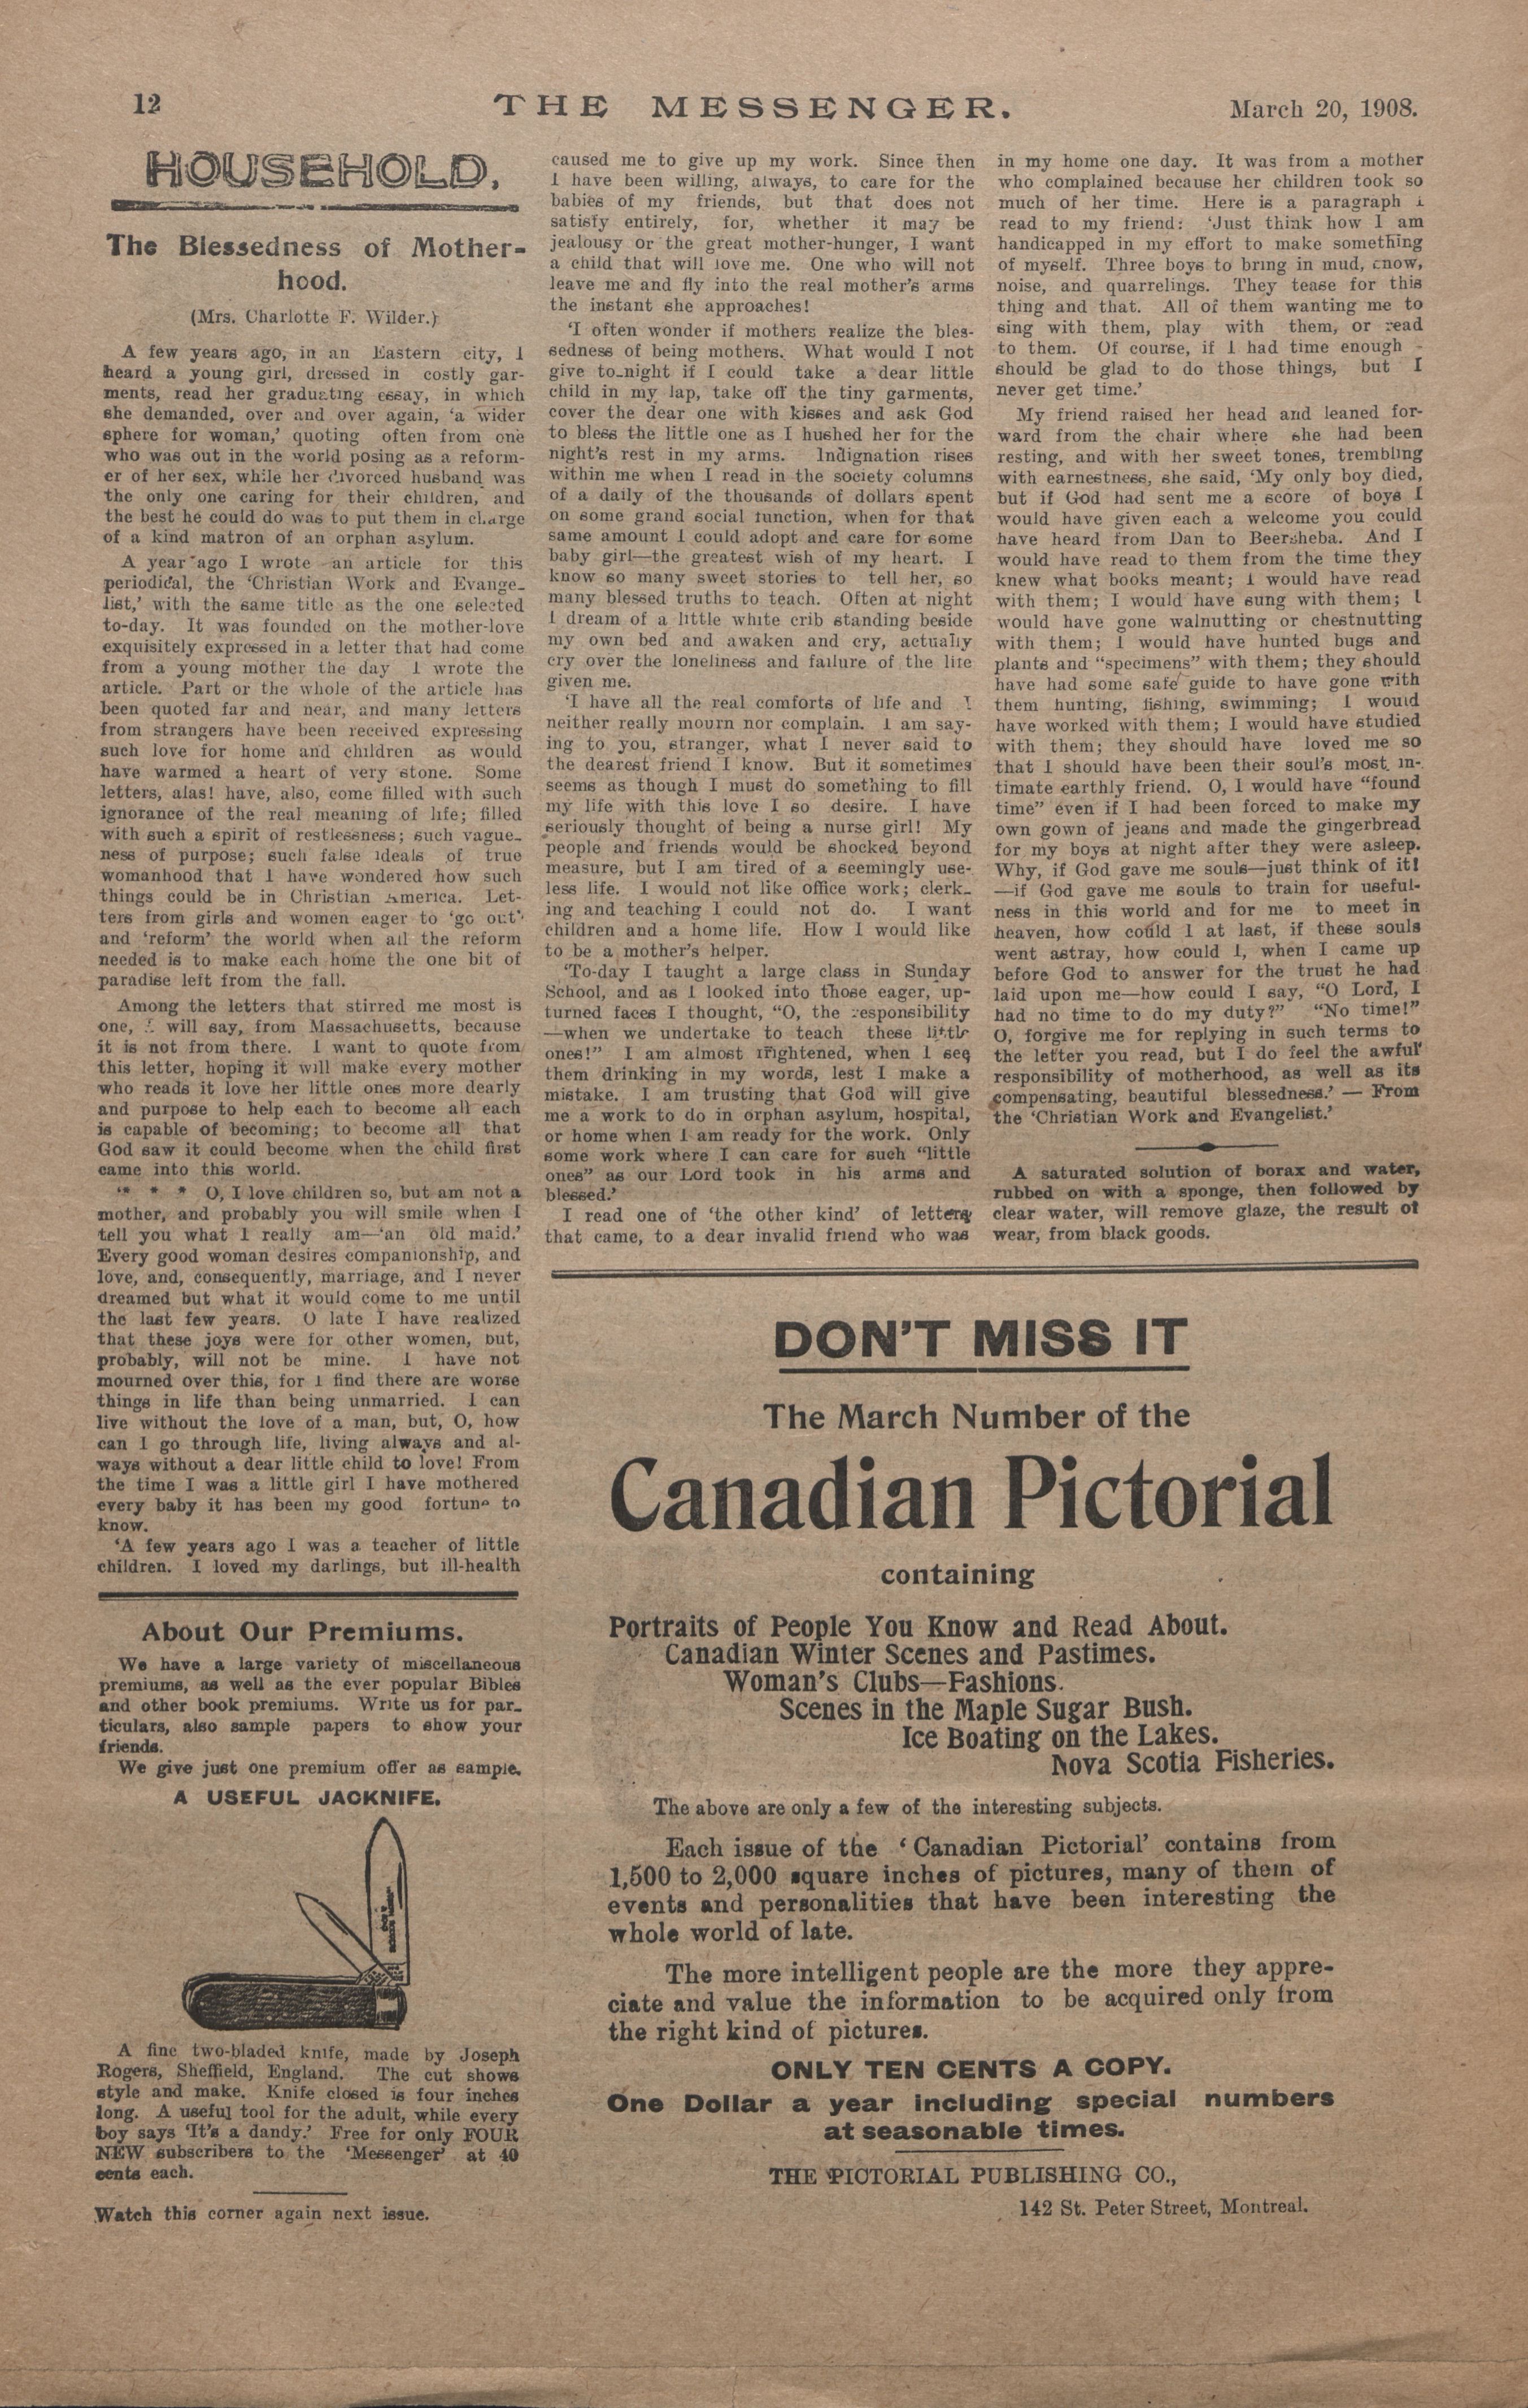 12
THE MESSENGER.
March 20, 1908.
HOUSEHOLD.
The Blessedness of Mother-
hood.
(Mrs. Charlotte F. Wilder.)
A few years ago, in an Eastern city, I
heard a young girl, dressed in costly gar-
ments, read her graduating essay, in which
she demanded, over and over again, 'a wider
sphere for woman,' quoting often from one
who was out in the world posing as a reform-
er of her sex, while her divorced husband was
the only one caring for their children, and
the best he could do was to put them in charge
of a kind matron of an orphan asylum.
A year ago I wrote an article for this
periodical, the 'Christian Work and Evange-
list,' with the same title as the one selected
to-day. It was founded on the mother-love
exquisitely expressed in a letter that had come
from a young mother the day I wrote the
article. Part or the whole of the article has
been quoted far and near, and many letters
from strangers have been received expressing
such love for home and children as would
have warmed a heart of very stone. Some
letters, alas! have, also, come filled with such
ignorance of the real meaning of life; filled
with such a spirit of restlessness; such vague-
ness of purpose; such false ideals of true
womanhood that I have wondered how such
things could be in Christian America. Let-
ters from girls and women eager to 'go out'
and 'reform' the world when all the reform
needed is to make each home the one bit of
paradise left from the fall.
Among the letters that stirred me most is
one, I will say, from Massachusetts, because
it is not from there. I want to quote from
this letter, hoping it will make every mother
who reads it love her little ones more dearly
and purpose to help each to become all each
is capable of becoming; to become all that
God saw it could become when the child first
came into this world.
'* * * O, I love children so, but am not a
mother, and probably you will smile when I
tell you what I really am—'an old maid.'
Every good woman desires companionship, and
love, and, consequently, marriage, and I never
dreamed but what it would come to me until
the last few years. O late I have realized
that these joys were for other women, but,
probably, will not be mine. I have not
mourned over this, for I find there are worse
things in life than being unmarried. I can
live without the love of a man, but, O, how
can I go through life, living always and al-
ways without a dear little child to love! From
the time I was a little girl I have mothered
every baby it has been my good fortune to
know.
'A few years ago I was a teacher of little
children. I loved my darlings, but ill-health
caused me to give up my work. Since then
I have been willing, always, to care for the
babies of my friends, but that does not
satisfy entirely, for, whether it may be
jealousy or the great mother-hunger, I want
a child that will love me. One who will not
leave me and fly into the real mother's arms
the instant she approaches!
'I often wonder if mothers realize the bles-
sedness of being mothers. What would I not
give to-night if I could take a dear little
child in my lap, take off the tiny garments,
cover the dear one with kisses and ask God
to bless the little one as I hushed her for the
night's rest in my arms. Indignation rises
within me when I read in the society columns
of a daily of the thousands of dollars spent
on some grand social function, when for that
same amount I could adopt and care for some
baby girl—the greatest wish of my heart. I
know so many sweet stories to tell her, so
many blessed truths to teach. Often at night
I dream of a little white crib standing beside
my own bed and awaken and cry, actually
cry over the loneliness and failure of the life
given me.
'I have all the real comforts of life and I
neither really mourn nor complain. I am say-
ing to you, stranger, what I never said to
the dearest friend I know. But it sometimes
seems as though I must do something to fill
my life with this love I so desire. I have
seriously thought of being a nurse girl! My
people and friends would be shocked beyond
measure, but I am tired of a seemingly use-
less life. I would not like office work; clerk-
ing and teaching I could not do. I want
children and a home life. How I would like
to be a mother's helper.
'To-day I taught a large class in Sunday
School, and as I looked into those eager, up-
turned faces I thought, "O, the responsibility
—when we undertake to teach these little
ones!" I am almost frightened, when I see
them drinking in my words, lest I make a
mistake. I am trusting that God will give
me a work to do in orphan asylum, hospital,
or home when I am ready for the work. Only
some work where I can care for such "little
ones" as our Lord took in his arms and
blessed.'
I read one of 'the other kind' of letters
that came, to a dear invalid friend who was
in my home one day. It was from a mother
who complained because her children took so
much of her time. Here is a paragraph I
read to my friend: 'Just think how I am
handicapped in my effort to make something
of myself. Three boys to bring in mud, snow,
noise, and quarrelings. They tease for this
thing and that. All of them wanting me to
sing with them, play with them, or read
to them. Of course, if I had time enough
should be glad to do those things, but I
never get time.'
My friend raised her head and leaned for-
ward from the chair where she had been
resting, and with her sweet tones, trembling
with earnestness, she said, 'My only boy died,
but if God had sent me a score of boys I
would have given each a welcome you could
have heard from Dan to Beersheba. And I
would have read to them from the time they
knew what books meant; I would have read
with them; I would have sung with them; I
would have gone walnutting or chestnutting
with them; I would have hunted bugs and
plants and "specimens" with them; they should
have had some safe guide to have gone with
them hunting, fishing, swimming; I would
have worked with them; I would have studied
with them; they should have loved me so
that I should have been their soul's most in-
timate earthly friend. O, I would have "found
time" even if I had been forced to make my
own gown of jeans and made the gingerbread
for my boys at night after they were asleep.
Why, if God gave me souls—just think of it!
—if God gave me souls to train for useful-
ness in this world and for me to meet in
heaven, how could I at last, if these souls
went astray, how could I, when I came up
before God to answer for the trust he had
laid upon me—how could I say, "O Lord, I
had no time to do my duty?" "No time!"
O, forgive me for replying in such terms to
the letter you read, but I do feel the awful
responsibility of motherhood, as well as its
compensating, beautiful blessedness.' — From
the 'Christian Work and Evangelist.'
A saturated solution of borax and water,
rubbed on with a sponge, then followed by
clear water, will remove glaze, the result of
wear, from black goods.
About Our Premiums.
We have a large variety of miscellaneous
premiums, as well as the ever popular Bibles
and other book premiums. Write us for par-
ticulars, also sample papers to show your
friends.
We give just one premium offer as sample.
A USEFUL JACKNIFE.
A fine two-bladed knife, made by Joseph
Rogers, Sheffield, England. The cut shows
style and make. Knife closed is four inches
long. A useful tool for the adult, while every
boy says 'It's a dandy.' Free for only FOUR
NEW subscribers to the 'Messenger' at 40
cents each.
Watch this corner again next issue.
DON'T MISS IT
The March Number of the
Canadian Pictorial
containing
Portraits of People You Know and Read About.
Canadian Winter Scenes and Pastimes.
Woman's Clubs—Fashions.
Scenes in the Maple Sugar Bush.
Ice Boating on the Lakes.
Nova Scotia Fisheries.
The above are only a few of the interesting subjects.
Each issue of the 'Canadian Pictorial' contains from
1,500 to 2,000 square inches of pictures, many of them of
events and personalities that have been interesting the
whole world of late.
The more intelligent people are the more they appre-
ciate and value the information to be acquired only from
the right kind of pictures.
ONLY TEN CENTS A COPY.
One Dollar a year including special numbers
at seasonable times.
THE PICTORIAL PUBLISHING CO.,
142 St. Peter Street, Montreal.